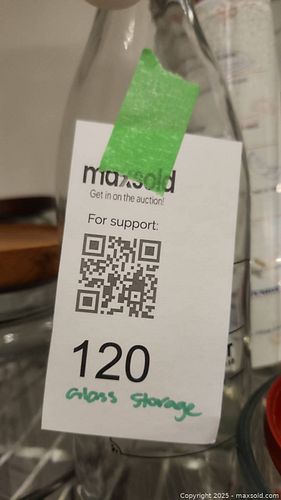 maxsold
Get in on the auction!
For support:
120
Glass Storage
Copyright 2025 - maxsold.com